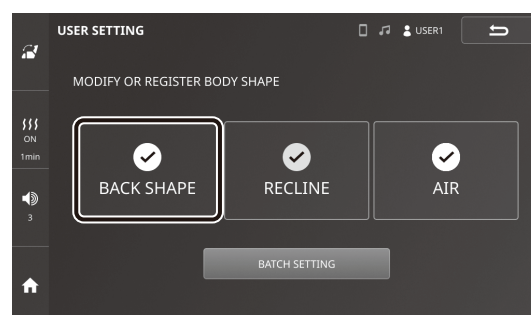 USER SETTING
USER1
MODIFY OR REGISTER BODY SHAPE
ON
1min
3
BACK SHAPE
RECLINE
AIR
BATCH SETTING